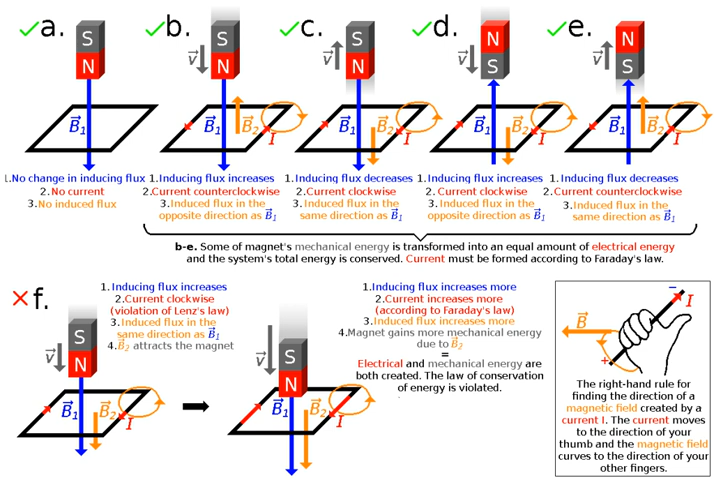 a.
S
N
B₁
1.No change in inducing flux
2.No current
3.No induced flux
b.
S
N
v
B₁
B₂
I
1.Inducing flux increases
2.Current counterclockwise
3.Induced flux in the
opposite direction as B₁
c.
S
N
v
B₁
B₂
I
1.Inducing flux decreases
2.Current clockwise
3.Induced flux in the
same direction as B₁
d.
N
S
v
B₁
B₂
I
1.Inducing flux increases
2.Current clockwise
3.Induced flux in the
opposite direction as B₁
e.
N
S
v
B₁
B₂
I
1.Inducing flux decreases
2.Current counterclockwise
3.Induced flux in the
same direction as B₁
b-e. Some of magnet's mechanical energy is transformed into an equal amount of electrical energy
and the system's total energy is conserved. Current must be formed according to Faraday's law.
f.
S
N
v
B₁
B₂
I
1.Inducing flux increases
2.Current clockwise
(violation of Lenz's law)
3.Induced flux in the
same direction as B₁
4.B₂ attracts the magnet
S
N
v
B₁
B₂
I
1.Inducing flux increases more
2.Current increases more
(according to Faraday's law)
3.Induced flux increases more
4.Magnet gains more mechanical energy
due to B₂
=
Electrical and mechanical energy are
both created. The law of conservation
of energy is violated.
−
I
B
+
The right-hand rule for
finding the direction of a
magnetic field created by a
current I. The current moves
to the direction of your
thumb and the magnetic field
curves to the direction of your
other fingers.